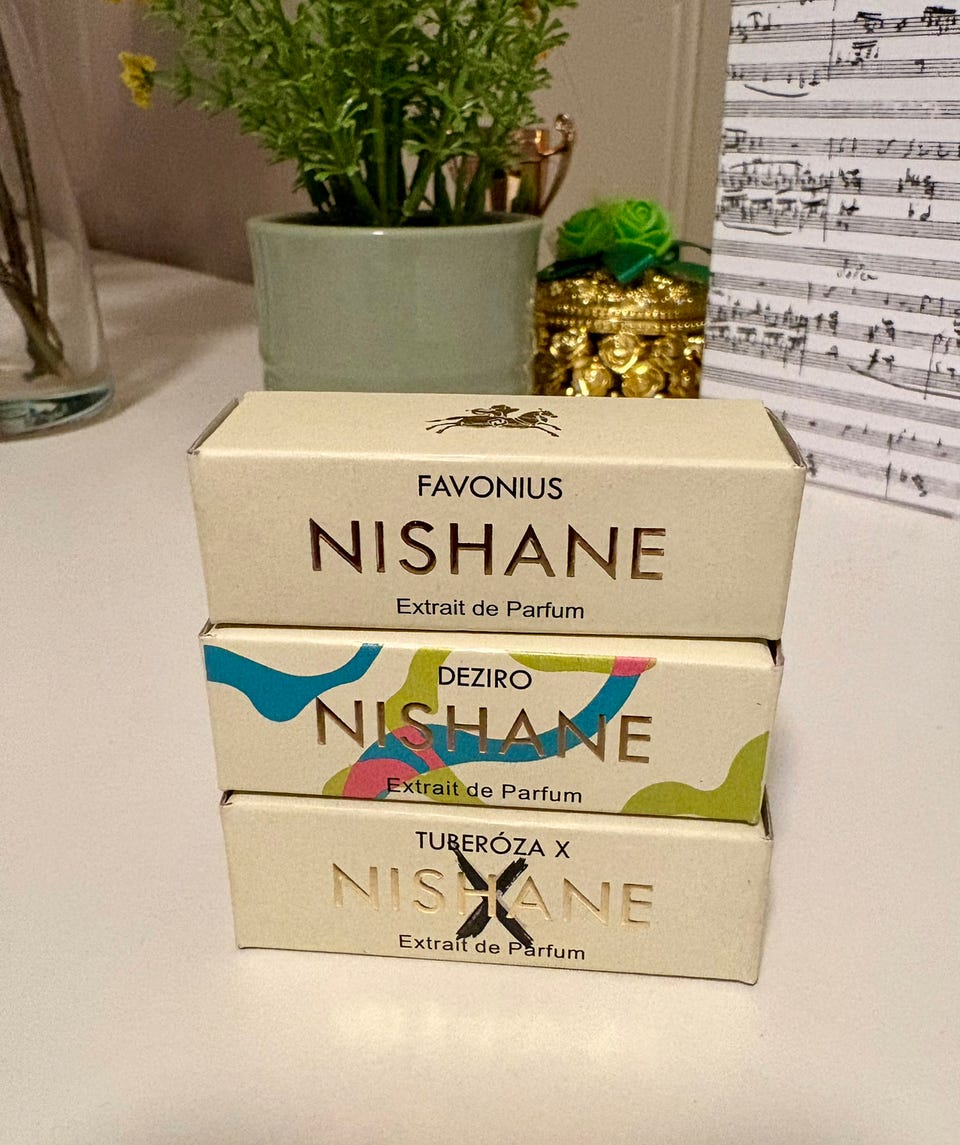 FAVONIUS
NISHANE
Extrait de Parfum
DEZIRO
NISHANE
Extrait de Parfum
TUBERÓZA X
NISHANE
X
Extrait de Parfum